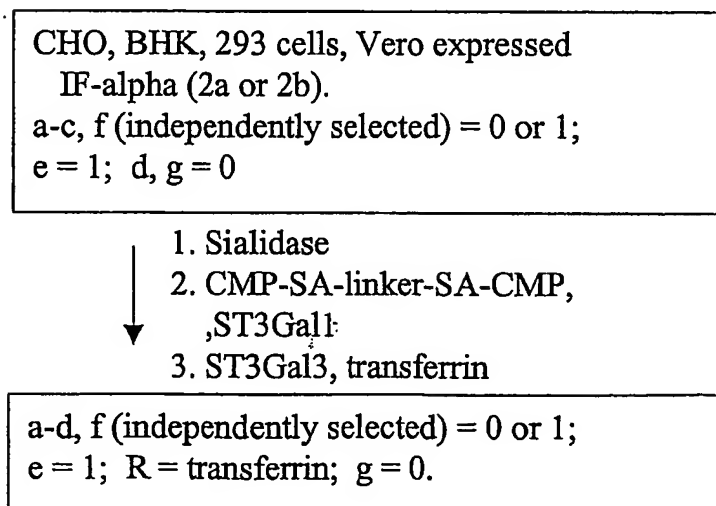 CHO, BHK, 293 cells, Vero expressed
IF-alpha (2a or 2b).
a-c, f (independently selected) = 0 or 1;
e = 1; d, g = 0
1. Sialidase
2. CMP-SA-linker-SA-CMP,
,ST3Gal1
3. ST3Gal3, transferrin
a-d, f (independently selected) = 0 or 1;
e = 1; R = transferrin; g = 0.